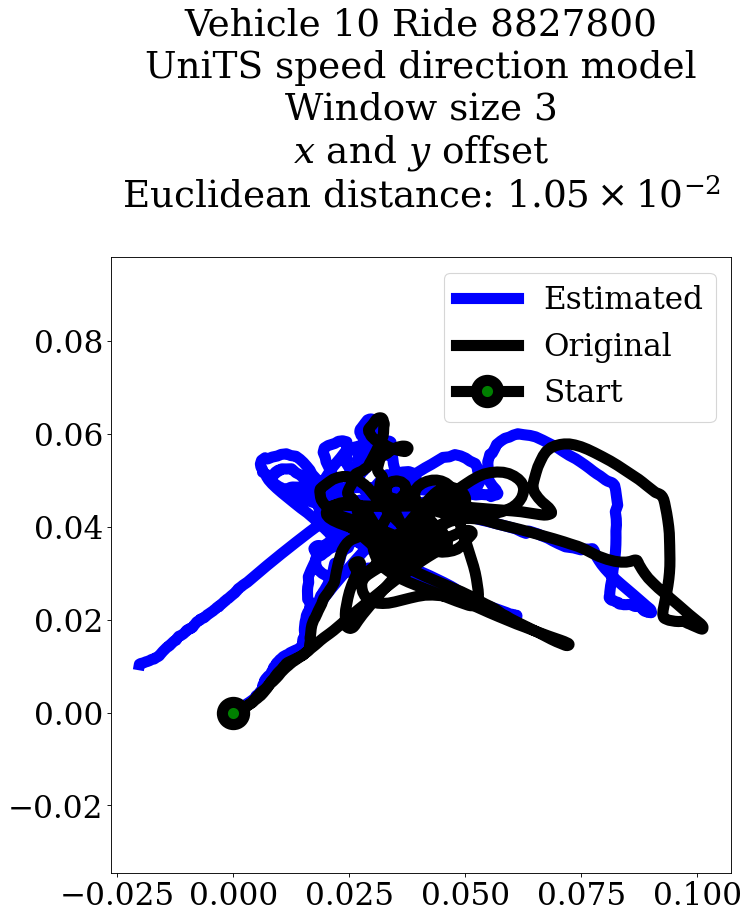 Vehicle 10 Ride 8827800
UniTS speed direction model
Window size 3
x and y offset
Euclidean distance: 1.05 × 10⁻²
Estimated
Original
Start
0.08
0.06
0.04
0.02
0.00
−0.02
−0.025 0.000 0.025 0.050 0.075 0.100